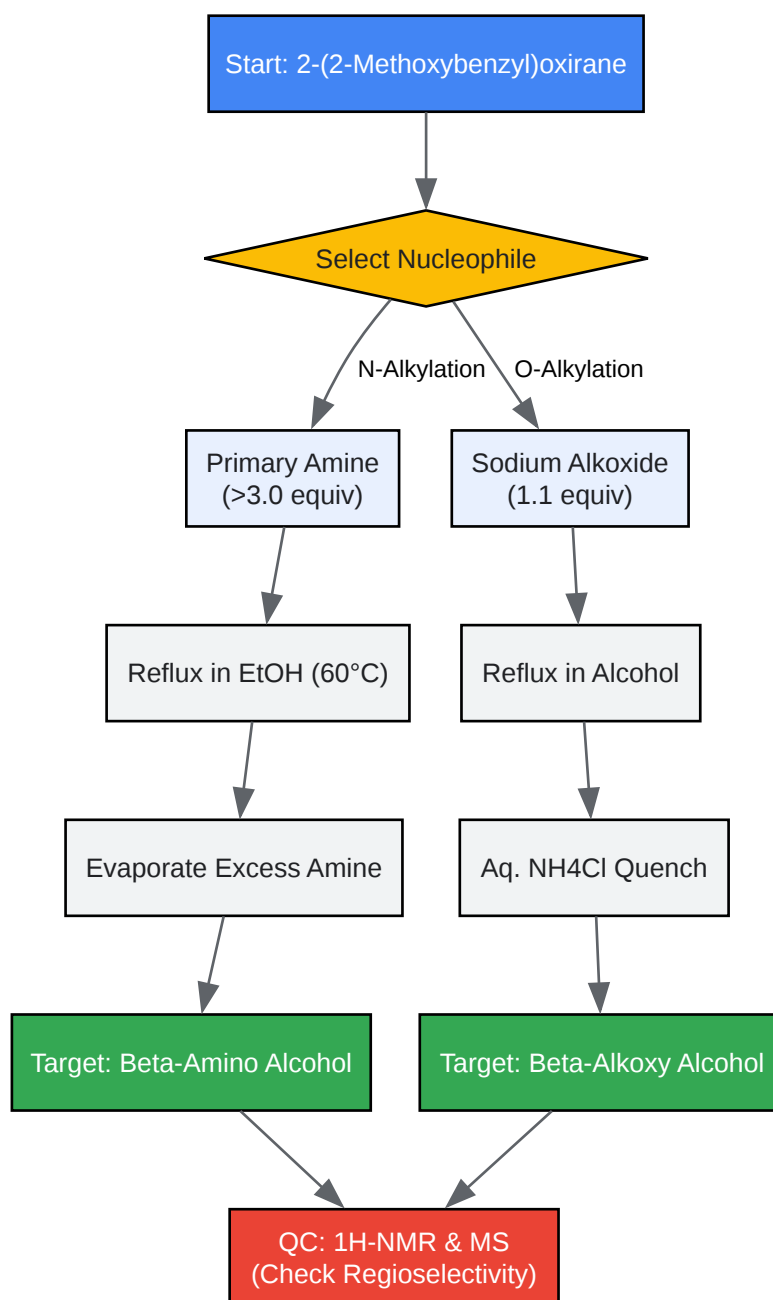 Start: 2-(2-Methoxybenzyl)oxirane
Select Nucleophile
N-Alkylation
O-Alkylation
Primary Amine
(>3.0 equiv)
Sodium Alkoxide
(1.1 equiv)
Reflux in EtOH (60°C)
Reflux in Alcohol
Evaporate Excess Amine
Aq. NH4Cl Quench
Target: Beta-Amino Alcohol
Target: Beta-Alkoxy Alcohol
QC: 1H-NMR & MS
(Check Regioselectivity)